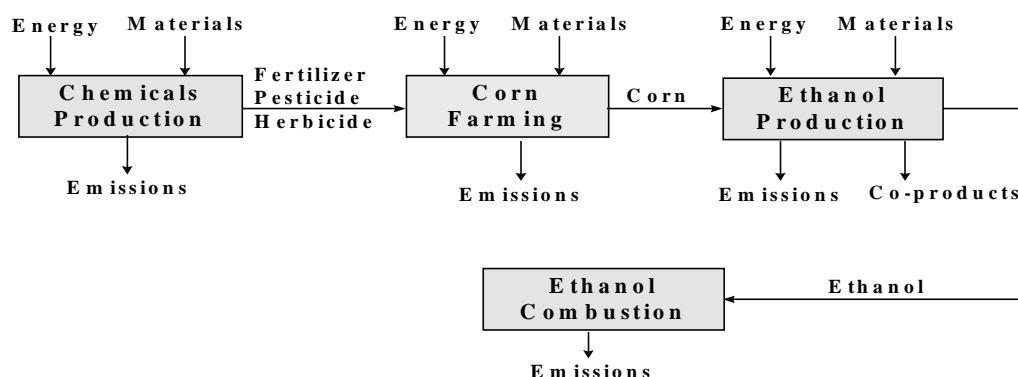 Energy Materials
Energy Materials
Energy Materials
Chemicals
Production
Fertilizer
Pesticide
Herbicide
Corn
Farming
Corn
Ethanol
Production
Emissions
Emissions
Emissions
Co-products
Ethanol
Combustion
Ethanol
Emissions